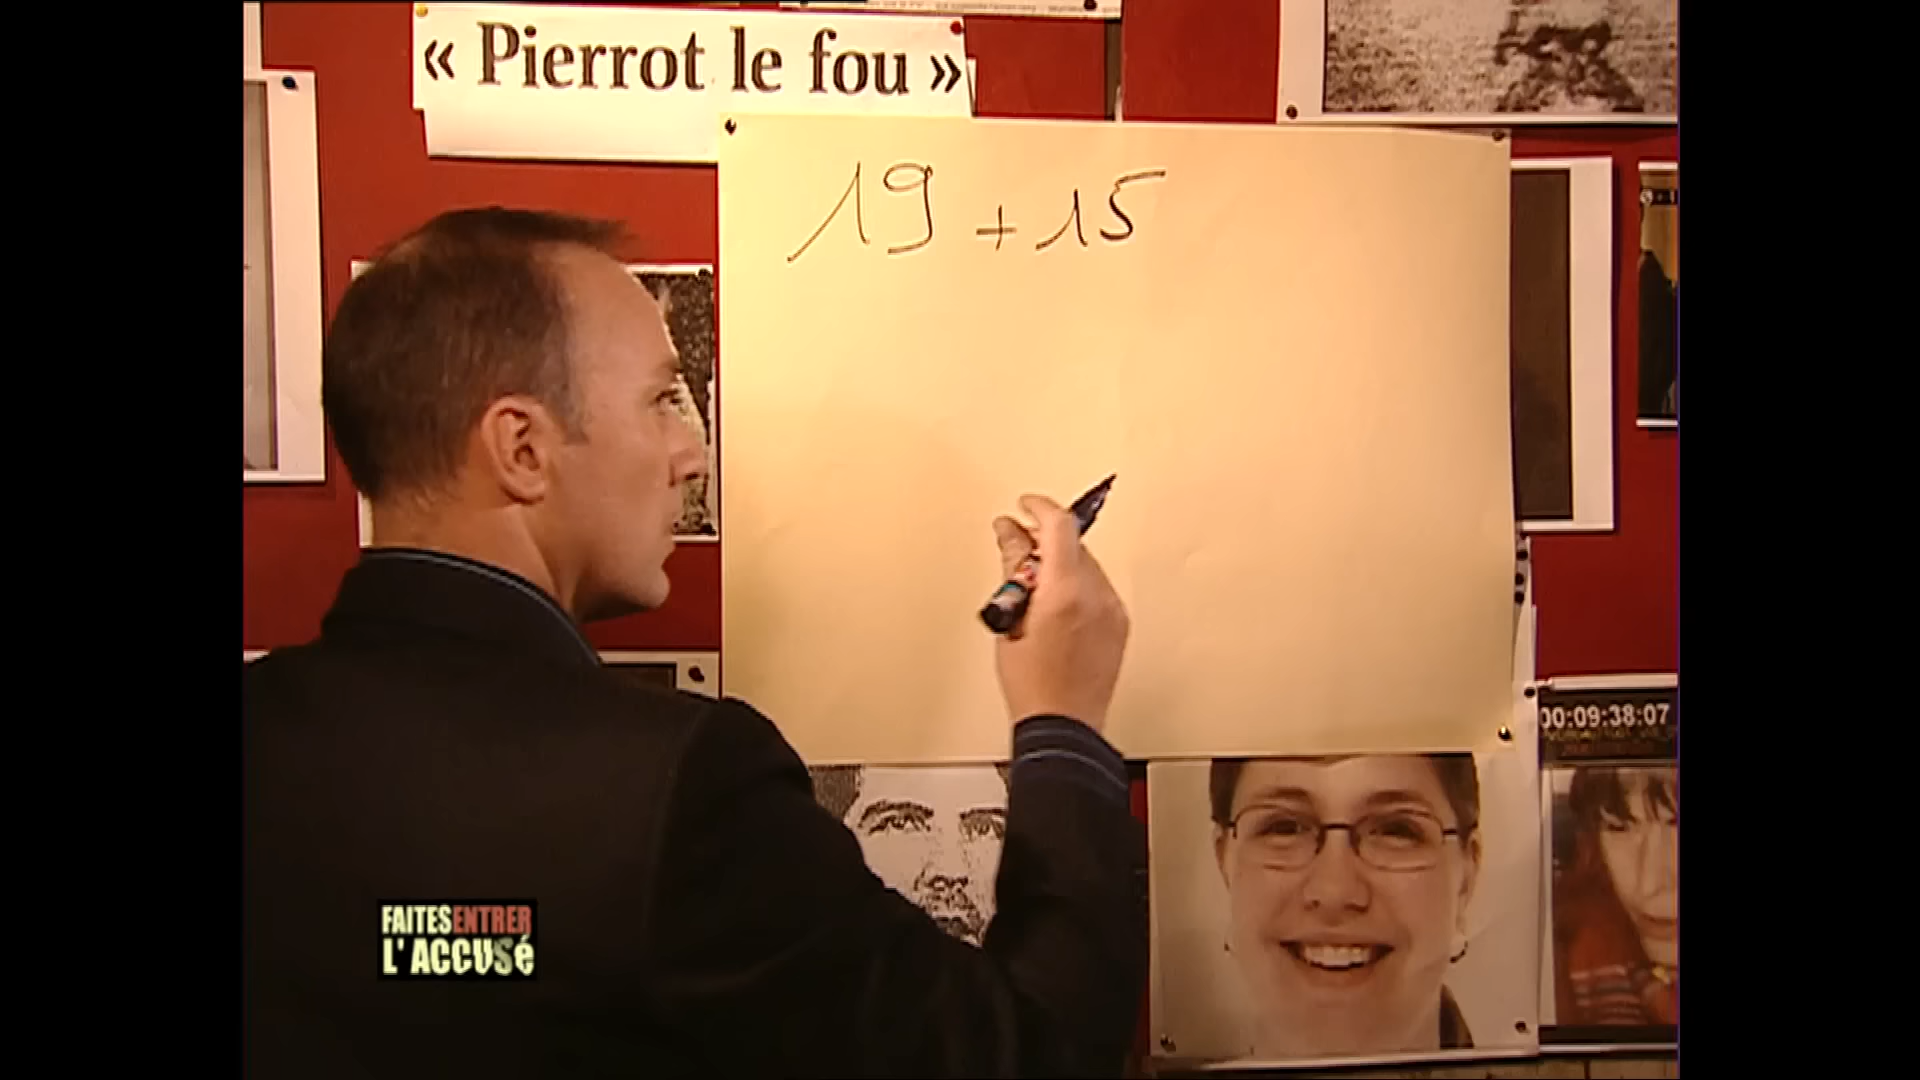 « Pierrot le fou »
19 + 15
00:09:38:07
FAITES ENTRER
L'ACCUSé